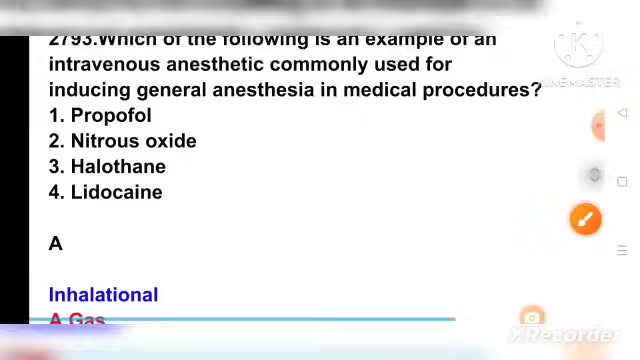 2793.Which of the following is an example of an
intravenous anesthetic commonly used for
inducing general anesthesia in medical procedures?
1. Propofol
2. Nitrous oxide
3. Halothane
4. Lidocaine
A
Inhalational
A Gas
KINEMASTER
XRecorder